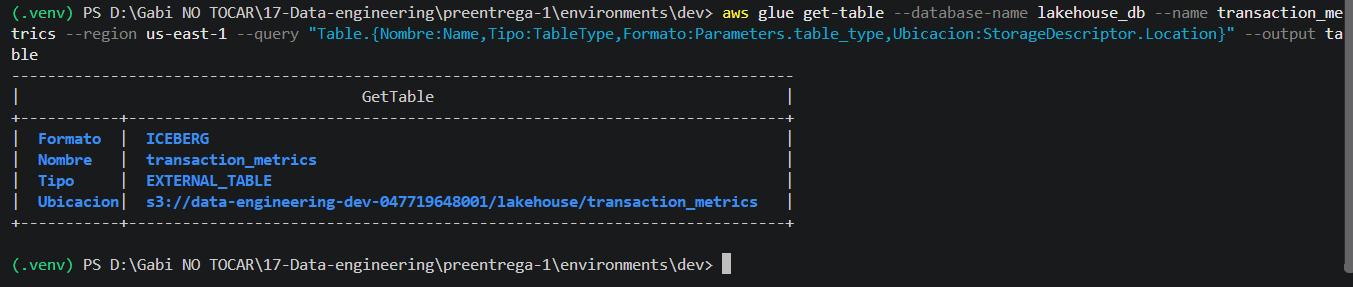 (.venv) PS D:\Gabi NO TOCAR\17-Data-engineering\preentrega-1\environments\dev> aws glue get-table --database-name lakehouse_db --name transaction_me
trics --region us-east-1 --query "Table.{Nombre:Name,Tipo:TableType,Formato:Parameters.table_type,Ubicacion:StorageDescriptor.Location}" --output ta
ble
--------------------------------------------------------------------------------------
|                                      GetTable                                      |
+-----------+------------------------------------------------------------------------+
|  Formato  |  ICEBERG                                                               |
|  Nombre   |  transaction_metrics                                                   |
|  Tipo     |  EXTERNAL_TABLE                                                        |
|  Ubicacion|  s3://data-engineering-dev-047719648001/lakehouse/transaction_metrics   |
+-----------+------------------------------------------------------------------------+
(.venv) PS D:\Gabi NO TOCAR\17-Data-engineering\preentrega-1\environments\dev>